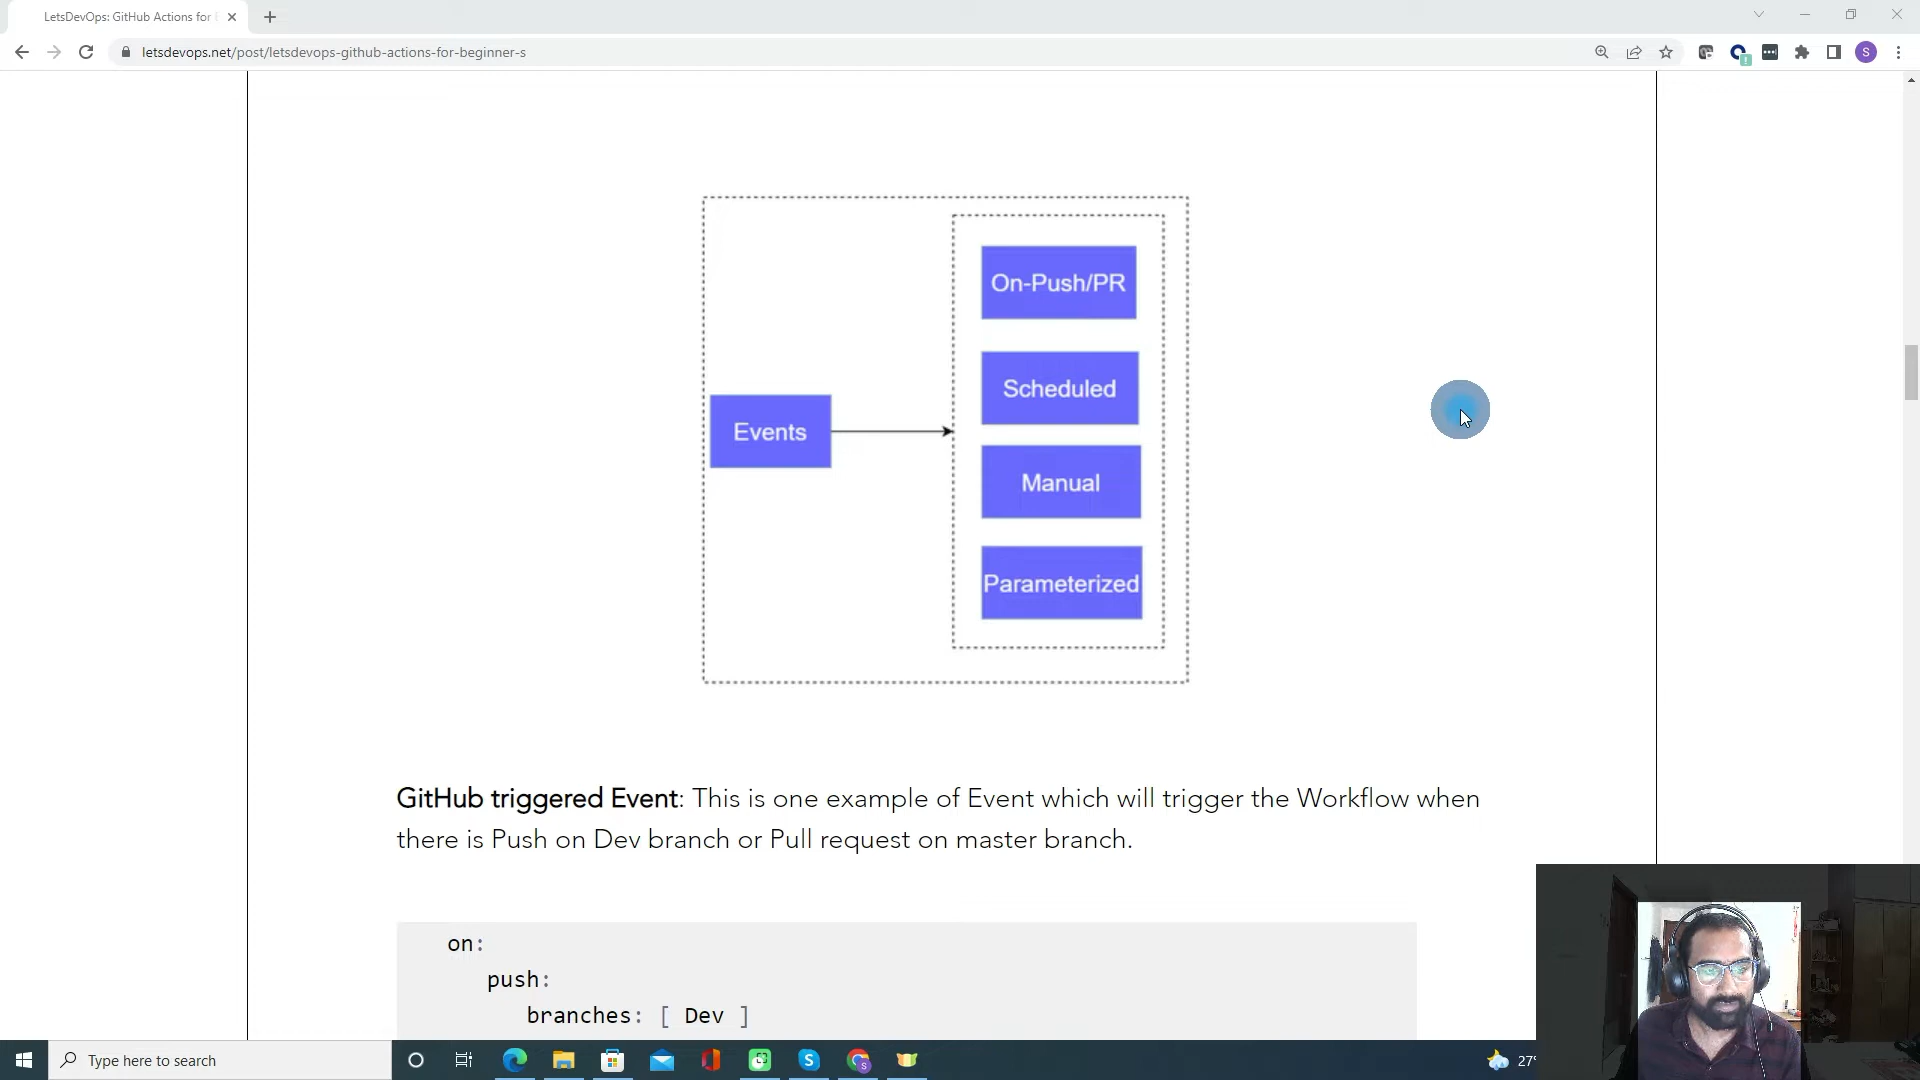 LetsDevOps: GitHub Actions for
letsdevops.net/post/letsdevops-github-actions-for-beginner-s
S
On-Push/PR
Scheduled
Events
Manual
Parameterized
GitHub triggered Event: This is one example of Event which will trigger the Workflow when
there is Push on Dev branch or Pull request on master branch.
on:
push:
branches: [ Dev ]
Type here to search
27°